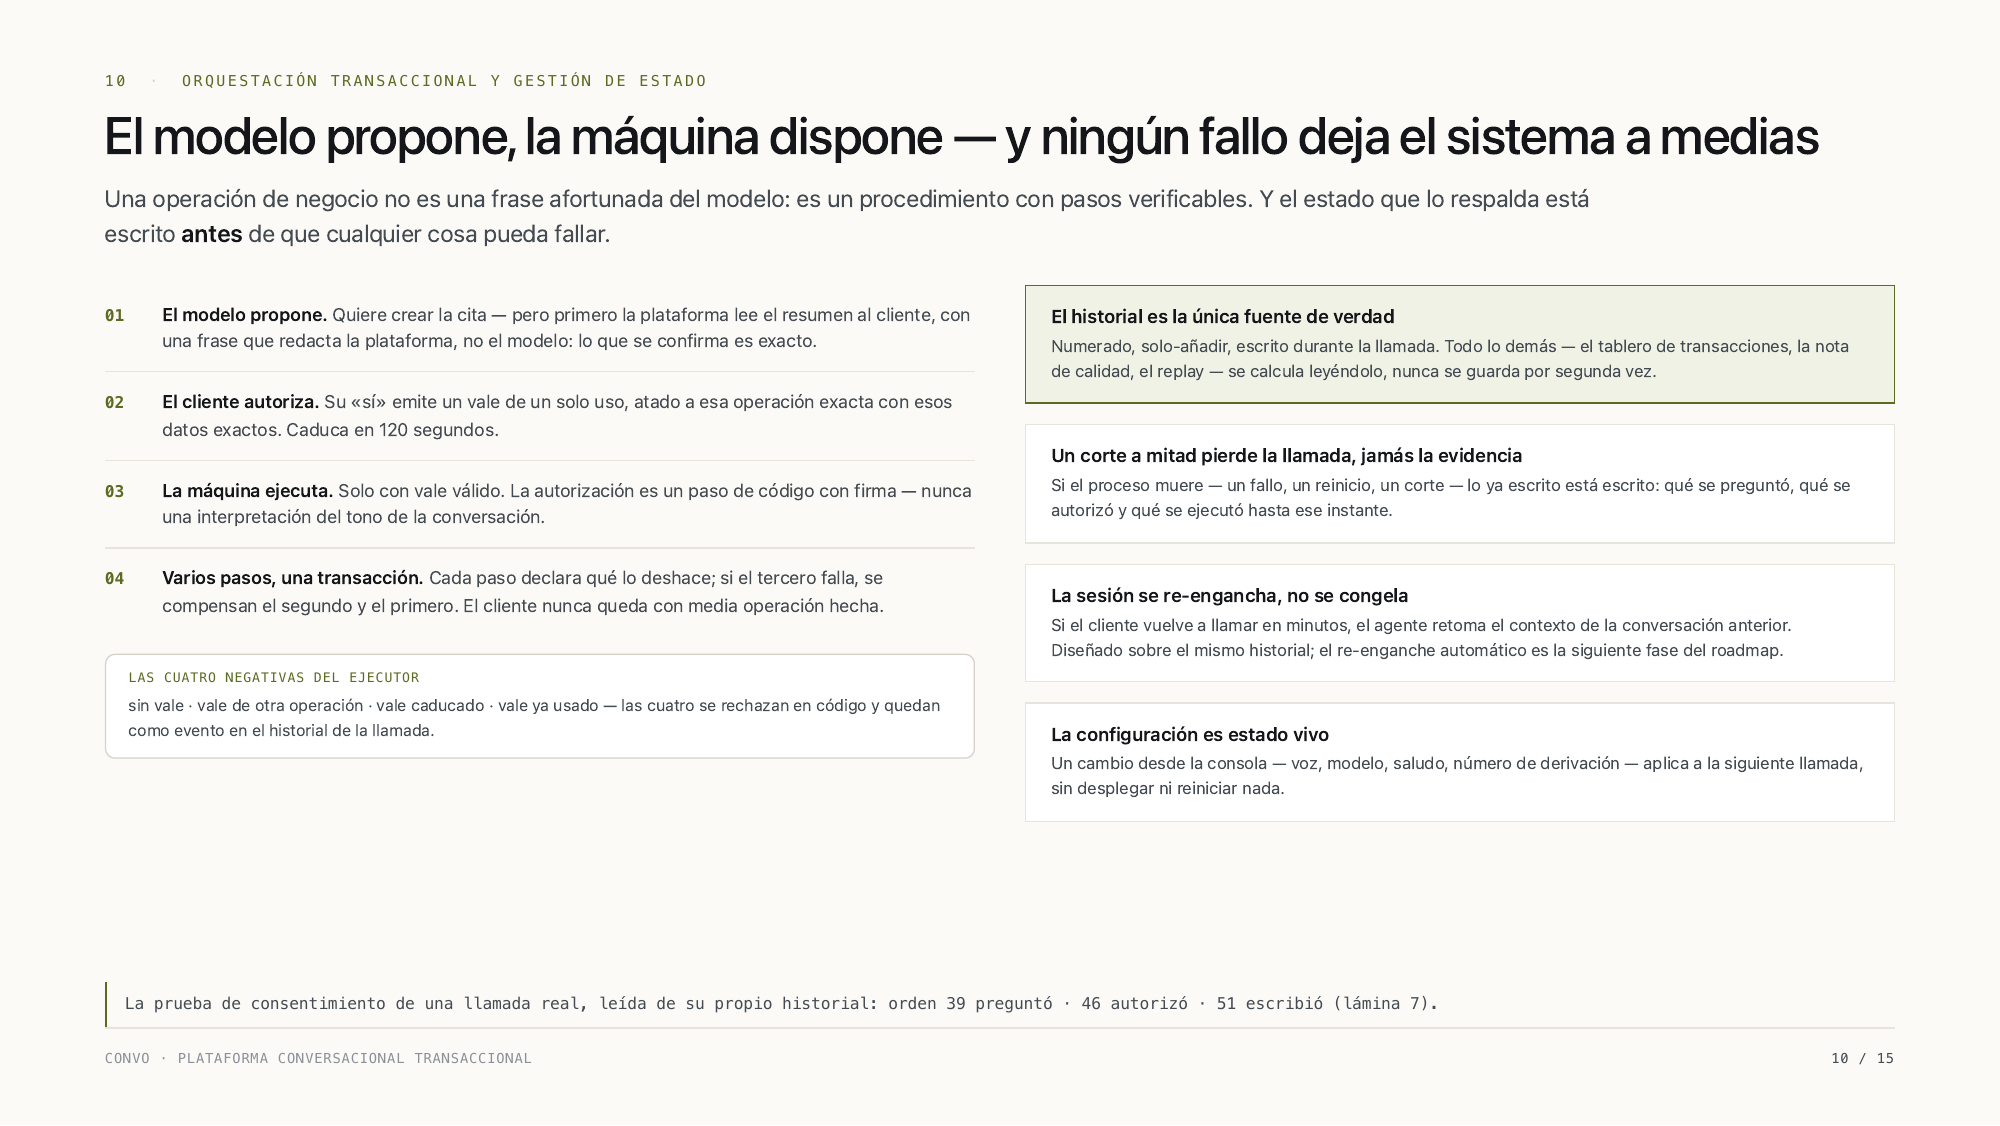 10 · ORQUESTACIÓN TRANSACCIONAL Y GESTIÓN DE ESTADO
El modelo propone, la máquina dispone — y ningún fallo deja el sistema a medias
Una operación de negocio no es una frase afortunada del modelo: es un procedimiento con pasos verificables. Y el estado que lo respalda está
escrito antes de que cualquier cosa pueda fallar.
01 El modelo propone. Quiere crear la cita — pero primero la plataforma lee el resumen al cliente, con
una frase que redacta la plataforma, no el modelo: lo que se confirma es exacto.
02 El cliente autoriza. Su «sí» emite un vale de un solo uso, atado a esa operación exacta con esos
datos exactos. Caduca en 120 segundos.
03 La máquina ejecuta. Solo con vale válido. La autorización es un paso de código con firma — nunca
una interpretación del tono de la conversación.
04 Varios pasos, una transacción. Cada paso declara qué lo deshace; si el tercero falla, se
compensan el segundo y el primero. El cliente nunca queda con media operación hecha.
LAS CUATRO NEGATIVAS DEL EJECUTOR
sin vale · vale de otra operación · vale caducado · vale ya usado — las cuatro se rechazan en código y quedan
como evento en el historial de la llamada.
El historial es la única fuente de verdad
Numerado, solo-añadir, escrito durante la llamada. Todo lo demás — el tablero de transacciones, la nota
de calidad, el replay — se calcula leyéndolo, nunca se guarda por segunda vez.
Un corte a mitad pierde la llamada, jamás la evidencia
Si el proceso muere — un fallo, un reinicio, un corte — lo ya escrito está escrito: qué se preguntó, qué se
autorizó y qué se ejecutó hasta ese instante.
La sesión se re-engancha, no se congela
Si el cliente vuelve a llamar en minutos, el agente retoma el contexto de la conversación anterior.
Diseñado sobre el mismo historial; el re-enganche automático es la siguiente fase del roadmap.
La configuración es estado vivo
Un cambio desde la consola — voz, modelo, saludo, número de derivación — aplica a la siguiente llamada,
sin desplegar ni reiniciar nada.
La prueba de consentimiento de una llamada real, leída de su propio historial: orden 39 preguntó · 46 autorizó · 51 escribió (lámina 7).
CONVO · PLATAFORMA CONVERSACIONAL TRANSACCIONAL
10 / 15